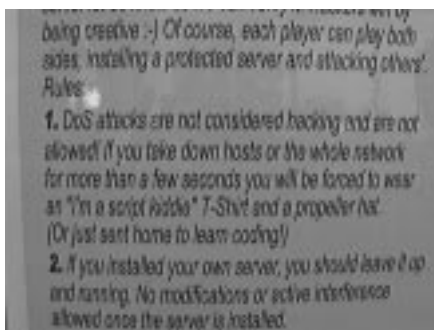 being creative :-) Of course, each player can play both
sides, installing a protected server and attacking others'.
Rules:
1. DoS attacks are not considered hacking and are not
allowed! If you take down hosts or the whole network
for more than a few seconds you will be forced to wear
an "I'm a script kiddie" T-Shirt and a propeller hat.
(Or just sent home to learn coding!)
2. If you installed your own server, you should leave it up
and running. No modifications or active interference
allowed once the server is installed.